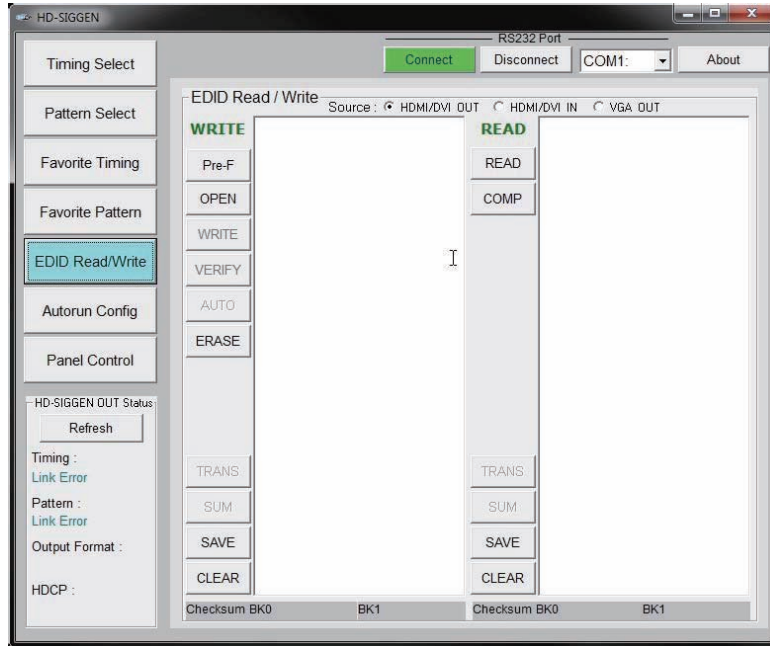 HD-SIGGEN
RS232 Port
Connect
Disconnect
COM1:
About
Timing Select
Pattern Select
Favorite Timing
Favorite Pattern
EDID Read/Write
Autorun Config
Panel Control
HD-SIGGEN OUT Status
Refresh
Timing :
Link Error
Pattern :
Link Error
Output Format :
HDCP :
EDID Read / Write
Source : HDMI/DVI OUT HDMI/DVI IN VGA OUT
WRITE
Pre-F
OPEN
WRITE
VERIFY
AUTO
ERASE
TRANS
SUM
SAVE
CLEAR
Checksum BK0 BK1
READ
READ
COMP
TRANS
SUM
SAVE
CLEAR
Checksum BK0 BK1